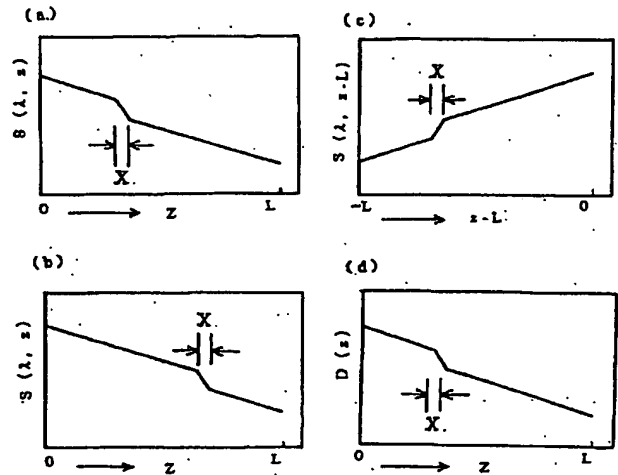 (a.)
S (λ, z)
X
0
L
Z
(c)
S (λ, z-L)
X
-L
0
z-L
(b)
S (λ, z)
X
0
L
Z
(d)
D (z)
X
0
L
Z